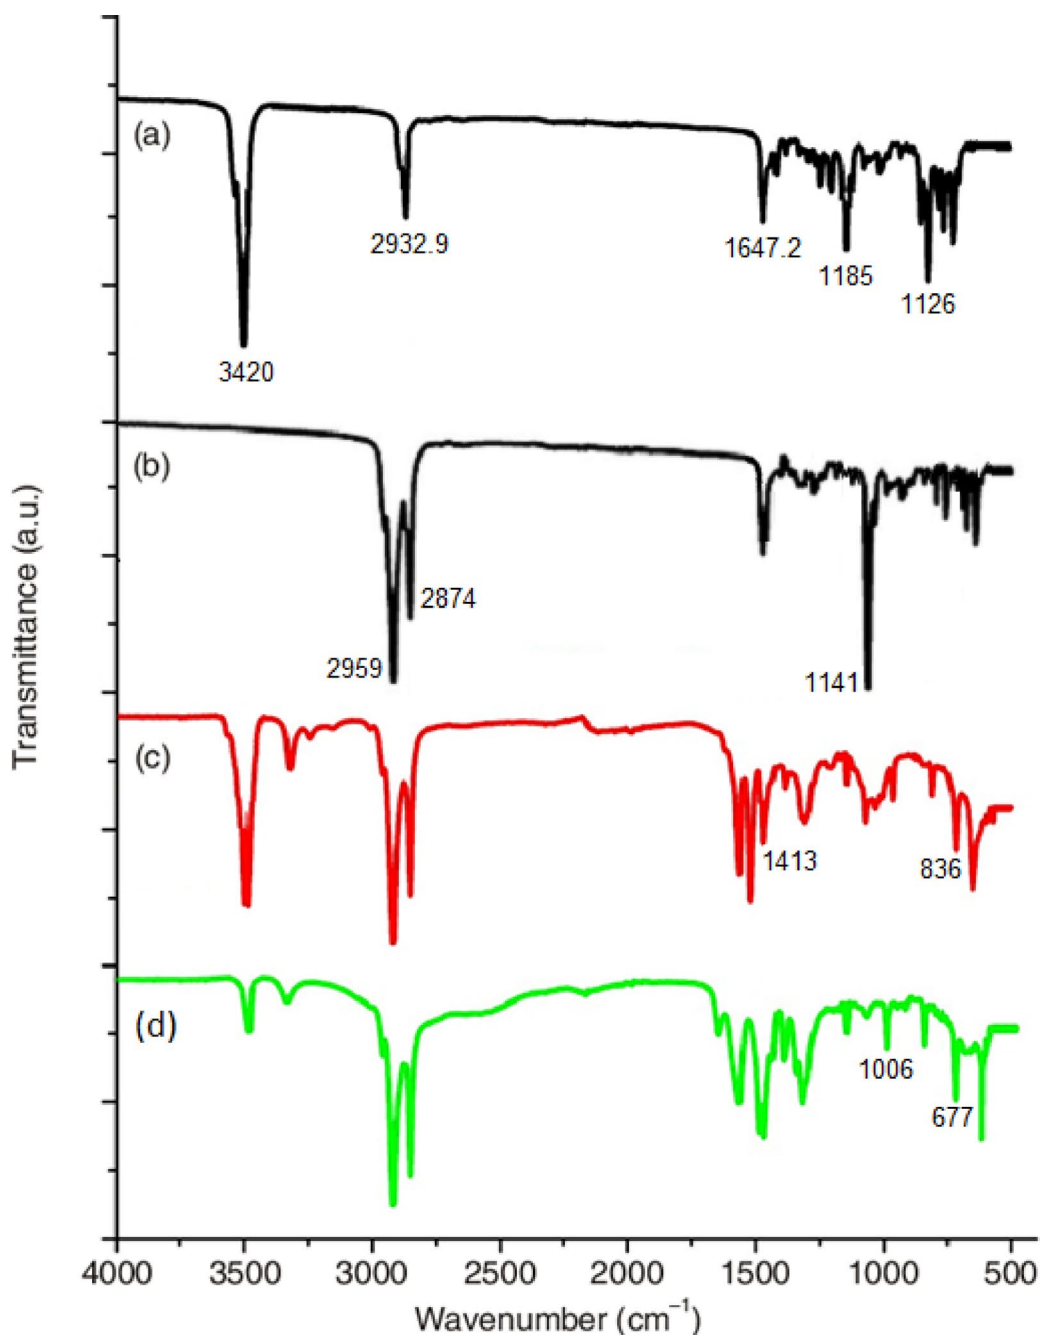 (a)
2932.9
1647.2
1185
1126
3420
(b)
2874
2959
1141
(c)
1413
836
(d)
1006
677
Transmittance (a.u.)
4000 3500 3000 2500 2000 1500 1000 500
Wavenumber (cm⁻¹)